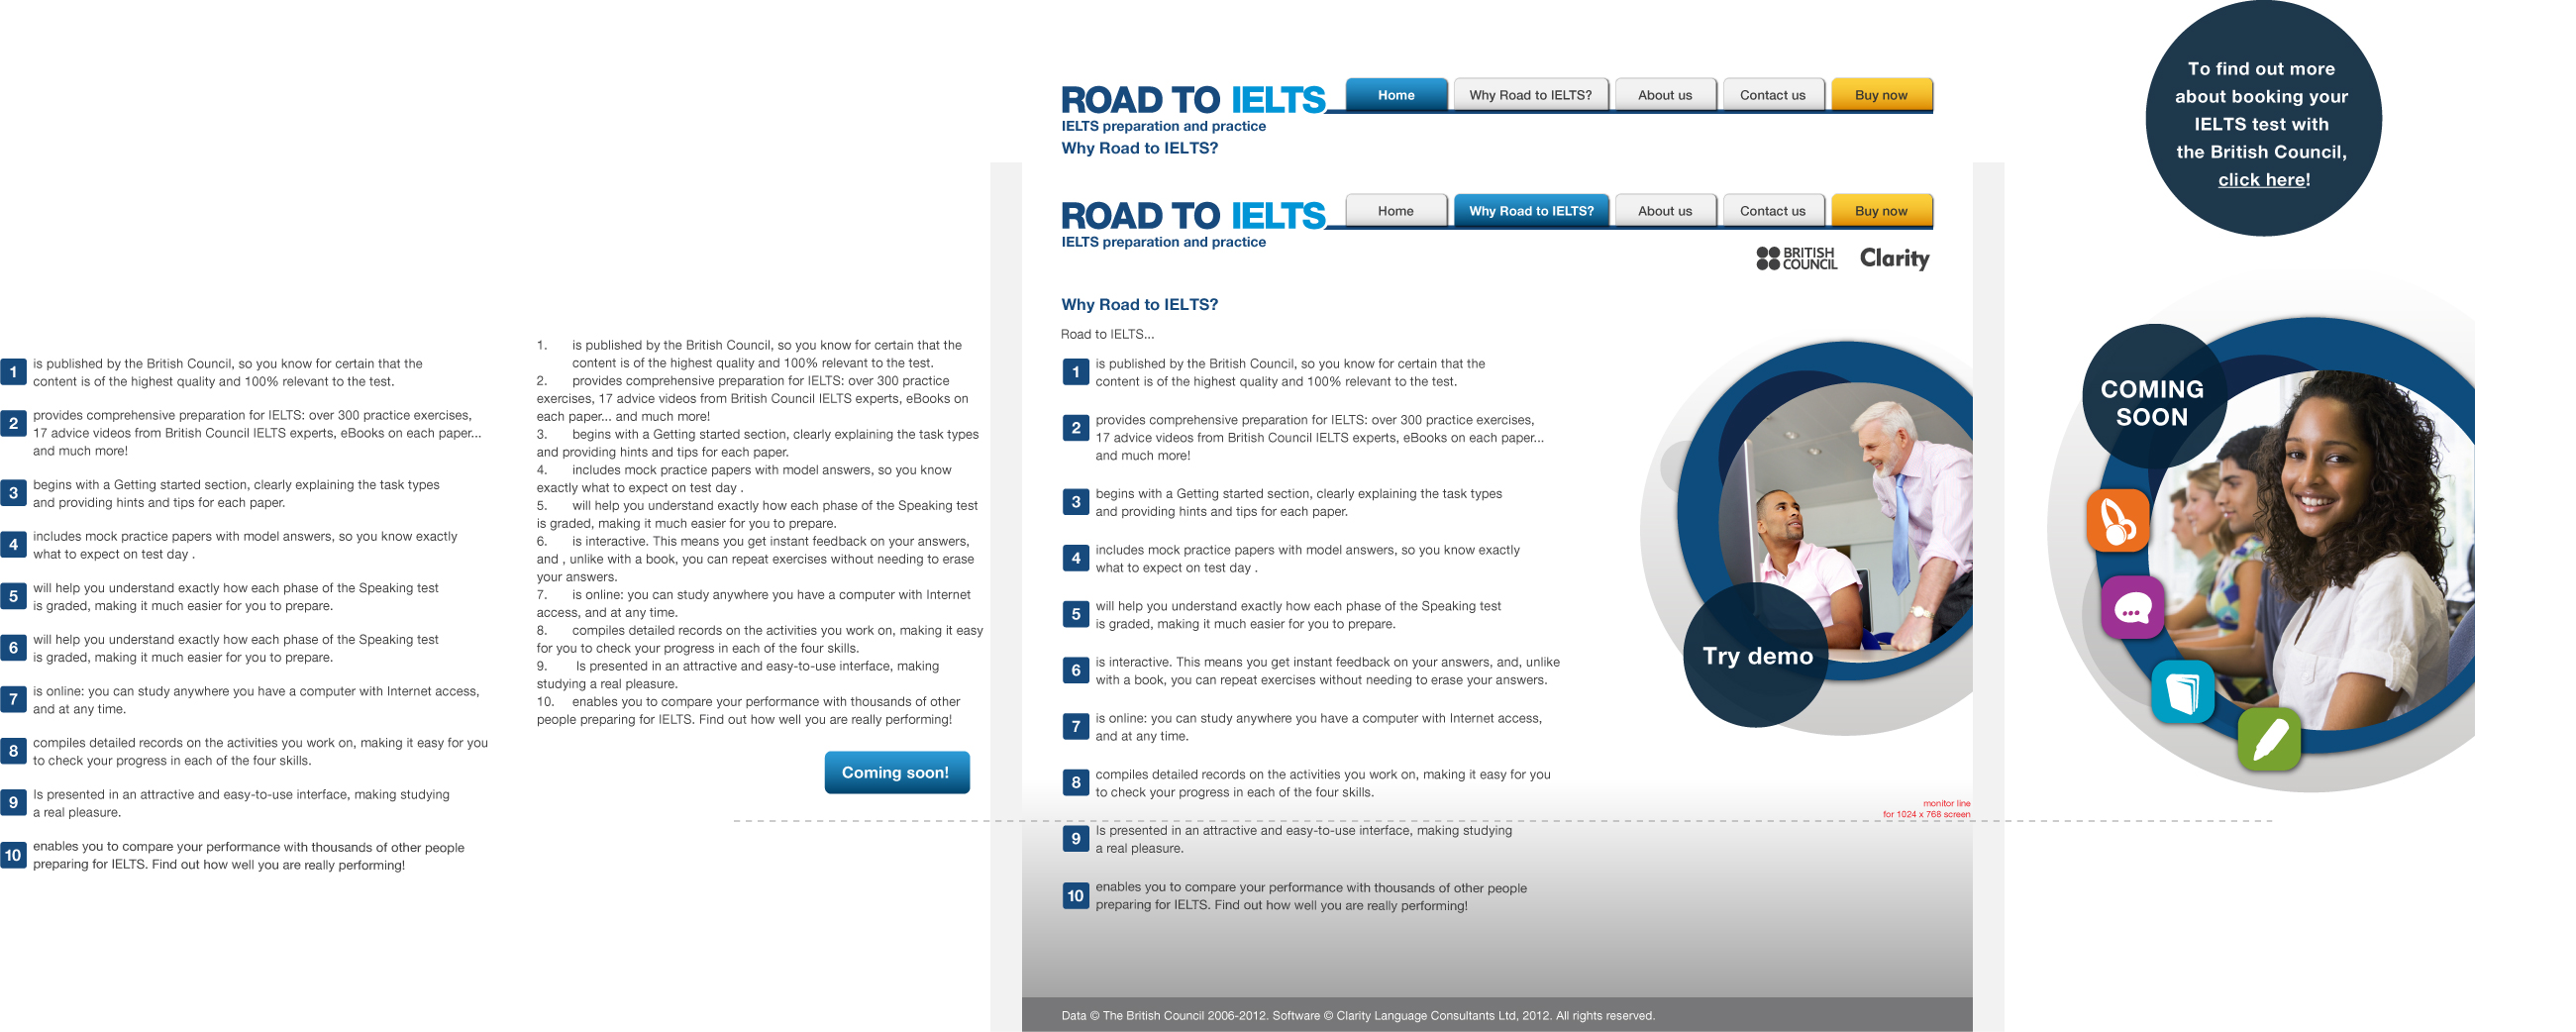 1 is published by the British Council, so you know for certain that the
content is of the highest quality and 100% relevant to the test.
2 provides comprehensive preparation for IELTS: over 300 practice exercises,
17 advice videos from British Council IELTS experts, eBooks on each paper...
and much more!
3 begins with a Getting started section, clearly explaining the task types
and providing hints and tips for each paper.
4 includes mock practice papers with model answers, so you know exactly
what to expect on test day .
5 will help you understand exactly how each phase of the Speaking test
is graded, making it much easier for you to prepare.
6 will help you understand exactly how each phase of the Speaking test
is graded, making it much easier for you to prepare.
7 is online: you can study anywhere you have a computer with Internet access,
and at any time.
8 compiles detailed records on the activities you work on, making it easy for you
to check your progress in each of the four skills.
9 Is presented in an attractive and easy-to-use interface, making studying
a real pleasure.
10 enables you to compare your performance with thousands of other people
preparing for IELTS. Find out how well you are really performing!
1. is published by the British Council, so you know for certain that the
content is of the highest quality and 100% relevant to the test.
2. provides comprehensive preparation for IELTS: over 300 practice
exercises, 17 advice videos from British Council IELTS experts, eBooks on
each paper... and much more!
3. begins with a Getting started section, clearly explaining the task types
and providing hints and tips for each paper.
4. includes mock practice papers with model answers, so you know
exactly what to expect on test day .
5. will help you understand exactly how each phase of the Speaking test
is graded, making it much easier for you to prepare.
6. is interactive. This means you get instant feedback on your answers,
and , unlike with a book, you can repeat exercises without needing to erase
your answers.
7. is online: you can study anywhere you have a computer with Internet
access, and at any time.
8. compiles detailed records on the activities you work on, making it easy
for you to check your progress in each of the four skills.
9. Is presented in an attractive and easy-to-use interface, making
studying a real pleasure.
10. enables you to compare your performance with thousands of other
people preparing for IELTS. Find out how well you are really performing!
Coming soon!
ROAD TO IELTS Home Why Road to IELTS? About us Contact us Buy now
IELTS preparation and practice
Why Road to IELTS?
ROAD TO IELTS Home Why Road to IELTS? About us Contact us Buy now
IELTS preparation and practice
BRITISH
COUNCIL
Clarity
Why Road to IELTS?
Road to IELTS...
1 is published by the British Council, so you know for certain that the
content is of the highest quality and 100% relevant to the test.
2 provides comprehensive preparation for IELTS: over 300 practice exercises,
17 advice videos from British Council IELTS experts, eBooks on each paper...
and much more!
3 begins with a Getting started section, clearly explaining the task types
and providing hints and tips for each paper.
4 includes mock practice papers with model answers, so you know exactly
what to expect on test day .
5 will help you understand exactly how each phase of the Speaking test
is graded, making it much easier for you to prepare.
6 is interactive. This means you get instant feedback on your answers, and, unlike
with a book, you can repeat exercises without needing to erase your answers.
7 is online: you can study anywhere you have a computer with Internet access,
and at any time.
8 compiles detailed records on the activities you work on, making it easy for you
to check your progress in each of the four skills.
9 Is presented in an attractive and easy-to-use interface, making studying
a real pleasure.
10 enables you to compare your performance with thousands of other people
preparing for IELTS. Find out how well you are really performing!
Try demo
monitor line
for 1024 x 768 screen
Data © The British Council 2006-2012. Software © Clarity Language Consultants Ltd, 2012. All rights reserved.
To find out more
about booking your
IELTS test with
the British Council,
click here!
COMING
SOON